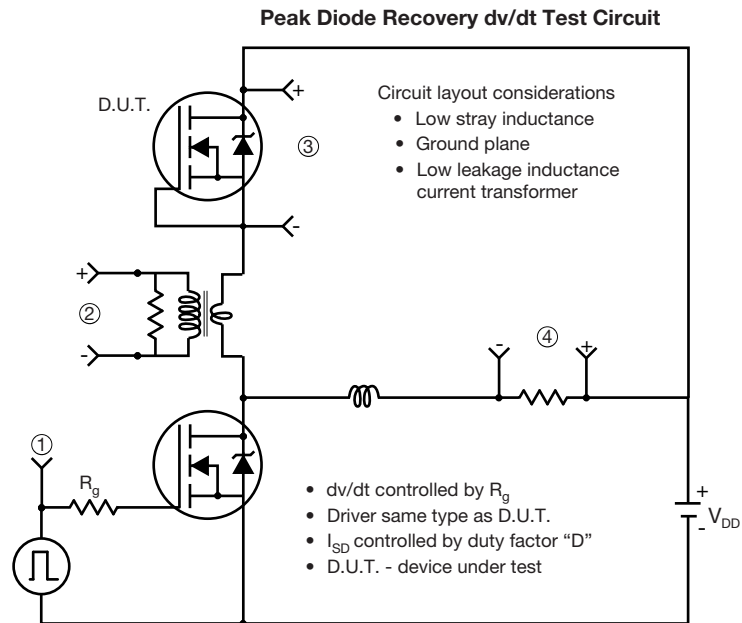 Peak Diode Recovery dv/dt Test Circuit
D.U.T.
+
Circuit layout considerations
• Low stray inductance
• Ground plane
• Low leakage inductance
current transformer
③
-
+
②
-
-
④
+
①
Rg
• dv/dt controlled by Rg
• Driver same type as D.U.T.
• ISD controlled by duty factor “D”
• D.U.T. - device under test
+
VDD
-